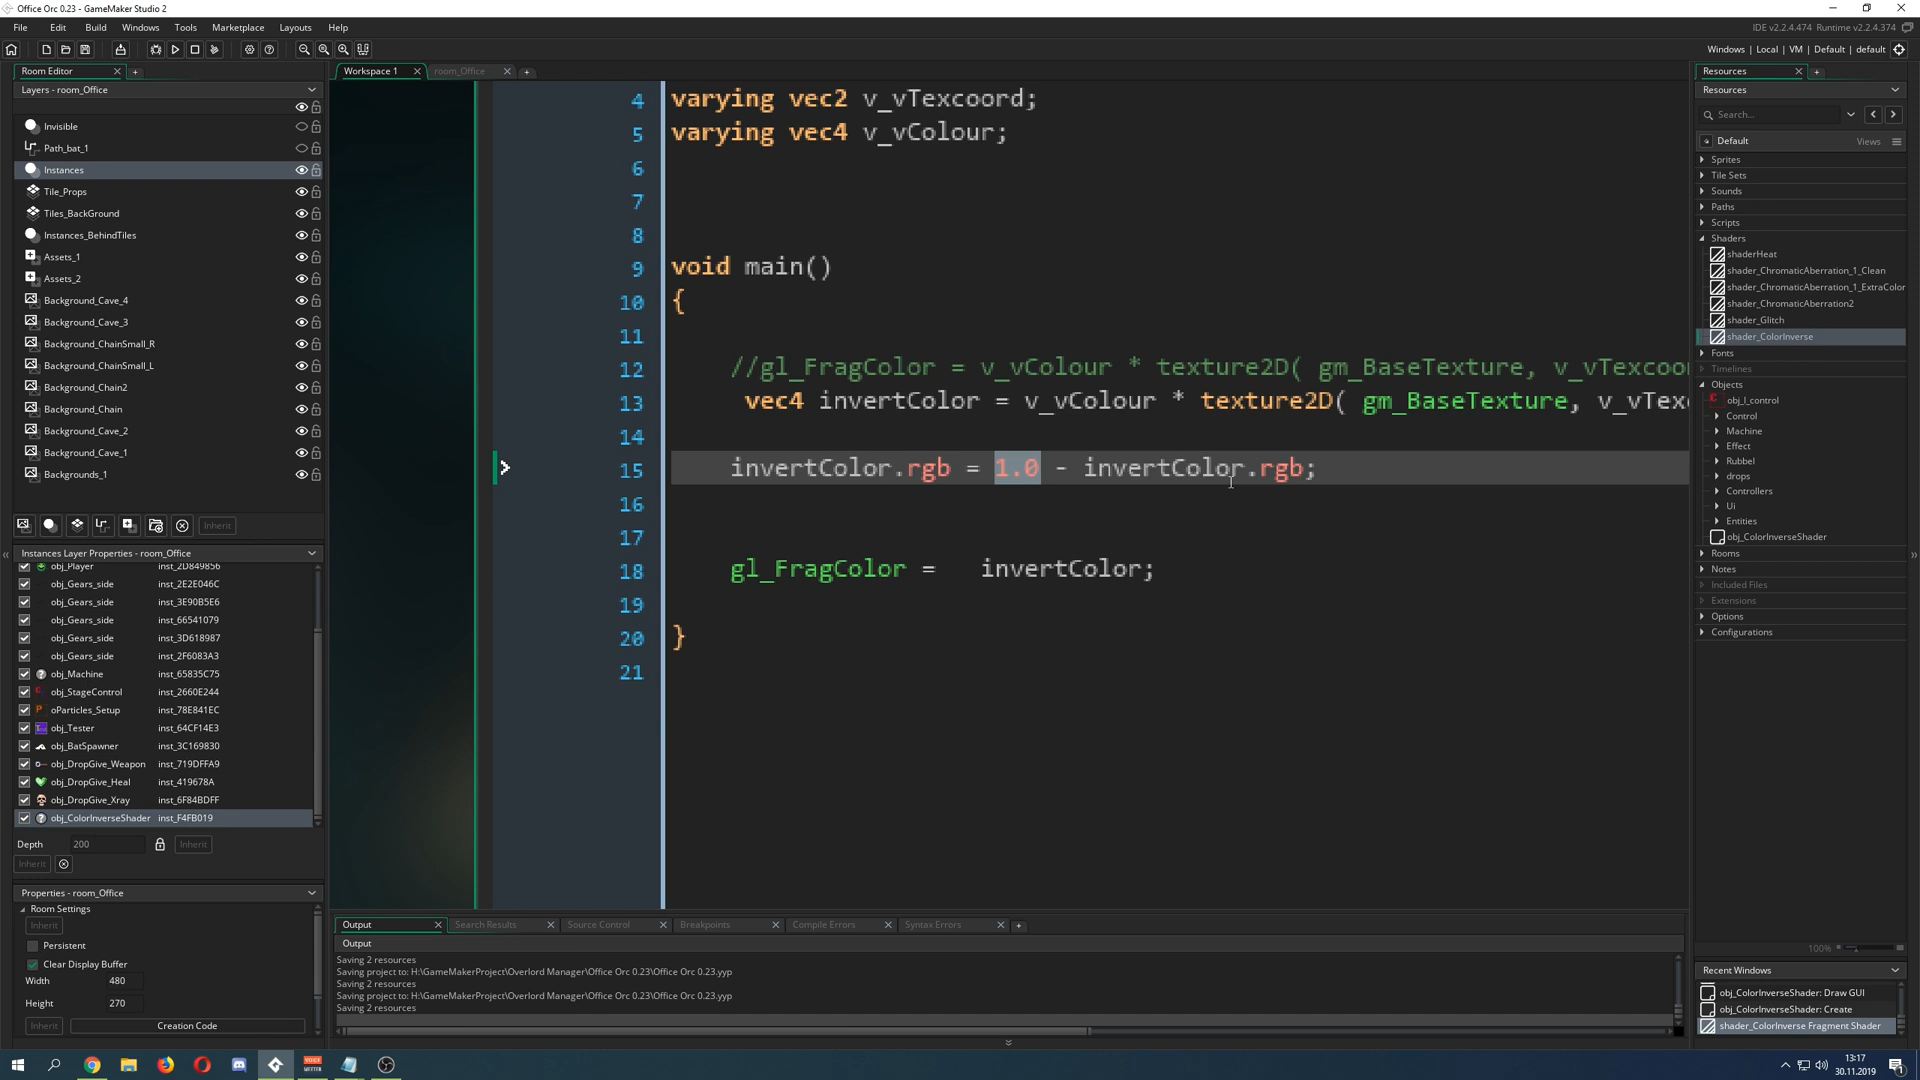 Office Orc 0.23 - GameMaker Studio 2
File Edit Build Windows Tools Marketplace Layouts Help
IDE v2.2.4.474 Runtime v2.2.4.374
Windows | Local | VM | Default | default
Room Editor
Layers - room_Office
Invisible
Path_bat_1
Instances
Tile_Props
Tiles_BackGround
Instances_BehindTiles
Assets_1
Assets_2
Background_Cave_4
Background_Cave_3
Background_ChainSmall_R
Background_ChainSmall_L
Background_Chain2
Background_Chain
Background_Cave_2
Background_Cave_1
Backgrounds_1
Inherit
Instances Layer Properties - room_Office
obj_Player inst_2D849856
obj_Gears_side inst_2E2E046C
obj_Gears_side inst_3E90B5E6
obj_Gears_side inst_66541079
obj_Gears_side inst_3D618987
obj_Gears_side inst_2F6083A3
obj_Machine inst_65835C75
obj_StageControl inst_2660E244
oParticles_Setup inst_78E841EC
obj_Tester inst_64CF14E3
obj_BatSpawner inst_3C169830
obj_DropGive_Weapon inst_719DFFA9
obj_DropGive_Heal inst_419678A
obj_DropGive_Xray inst_6F84BDFF
obj_ColorInverseShader inst_F4FB019
Depth 200 Inherit
Inherit
Properties - room_Office
Room Settings
Inherit
Persistent
Clear Display Buffer
Width 480
Height 270
Inherit Creation Code
Workspace 1 room_Office
4 varying vec2 v_vTexcoord;
5 varying vec4 v_vColour;
6
7
8
9 void main()
10 {
11
12 //gl_FragColor = v_vColour * texture2D( gm_BaseTexture, v_vTexcoo
13 vec4 invertColor = v_vColour * texture2D( gm_BaseTexture, v_vTex
14
15 invertColor.rgb = 1.0 - invertColor.rgb;
16
17
18 gl_FragColor = invertColor;
19
20 }
21
Output Search Results Source Control Breakpoints Compile Errors Syntax Errors
Output
Saving 2 resources
Saving project to: H:\GameMakerProject\Overlord Manager\Office Orc 0.23\Office Orc 0.23.yyp
Saving 2 resources
Saving project to: H:\GameMakerProject\Overlord Manager\Office Orc 0.23\Office Orc 0.23.yyp
Saving 2 resources
Resources
Resources
Search...
Default Views
Sprites
Tile Sets
Sounds
Paths
Scripts
Shaders
shaderHeat
shader_ChromaticAberration_1_Clean
shader_ChromaticAberration_1_ExtraColor
shader_ChromaticAberration2
shader_Glitch
shader_ColorInverse
Fonts
Timelines
Objects
obj_l_control
Control
Machine
Effect
Rubbel
drops
Controllers
Ui
Entities
obj_ColorInverseShader
Rooms
Notes
Included Files
Extensions
Options
Configurations
100%
Recent Windows
obj_ColorInverseShader: Draw GUI
obj_ColorInverseShader: Create
shader_ColorInverse Fragment Shader
13:17
30.11.2019